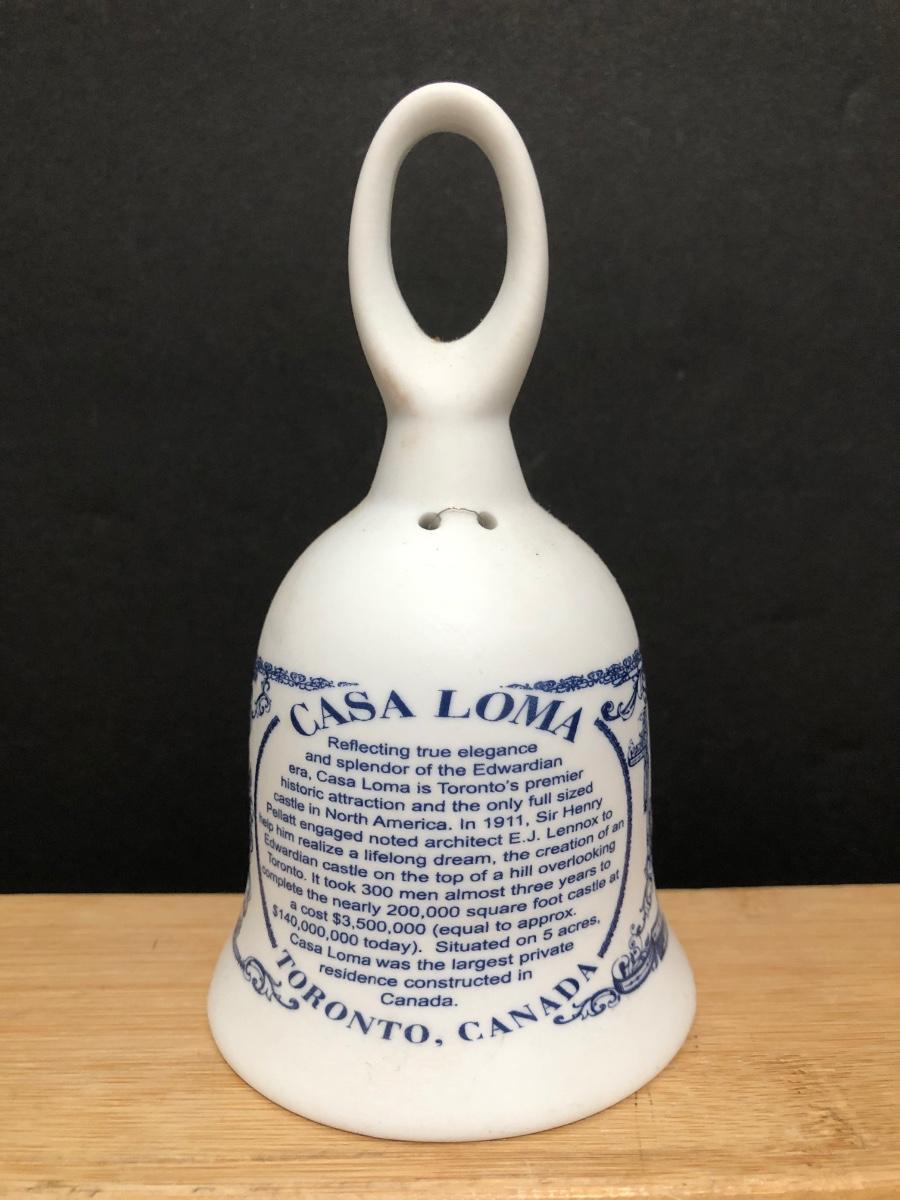 CASA LOMA
Reflecting true elegance
and splendor of the Edwardian
era, Casa Loma is Toronto's premier
historic attraction and the only full sized
castle in North America. In 1911, Sir Henry
Pellatt engaged noted architect E.J. Lennox to
help him realize a lifelong dream, the creation of an
Edwardian castle on the top of a hill overlooking
Toronto. It took 300 men almost three years to
complete the nearly 200,000 square foot castle at
a cost $3,500,000 (equal to approx.
$140,000,000 today). Situated on 5 acres,
Casa Loma was the largest private
residence constructed in
Canada.
TORONTO, CANADA